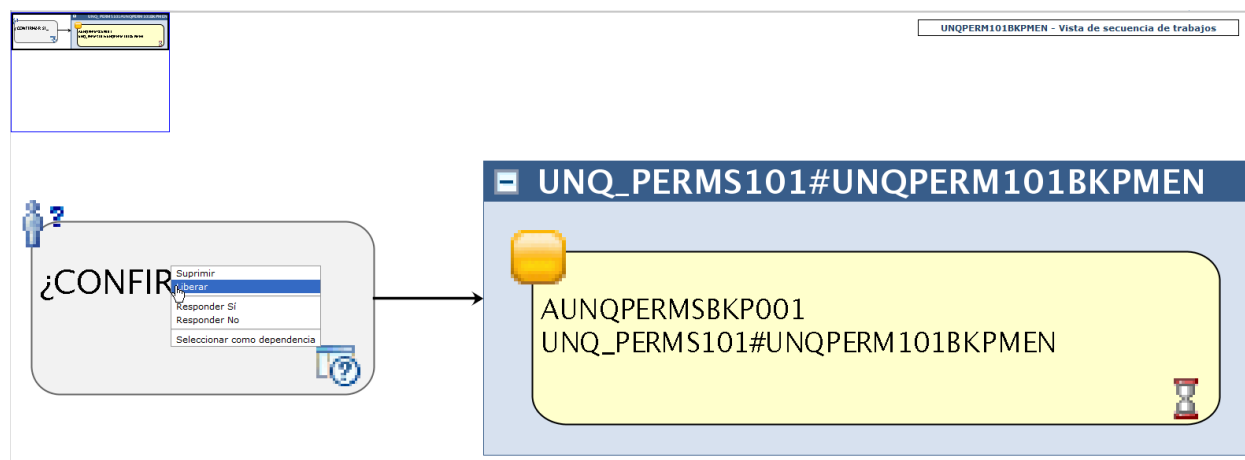 UNQPERM101BKPMEN - Vista de secuencia de trabajos
UNQ_PERMS101#UNQPERM101BKPMEN
¿CONFIR
Suprimir
Liberar
Responder Sí
Responder No
Seleccionar como dependencia
AUNQPERMSBKP001
UNQ_PERMS101#UNQPERM101BKPMEN